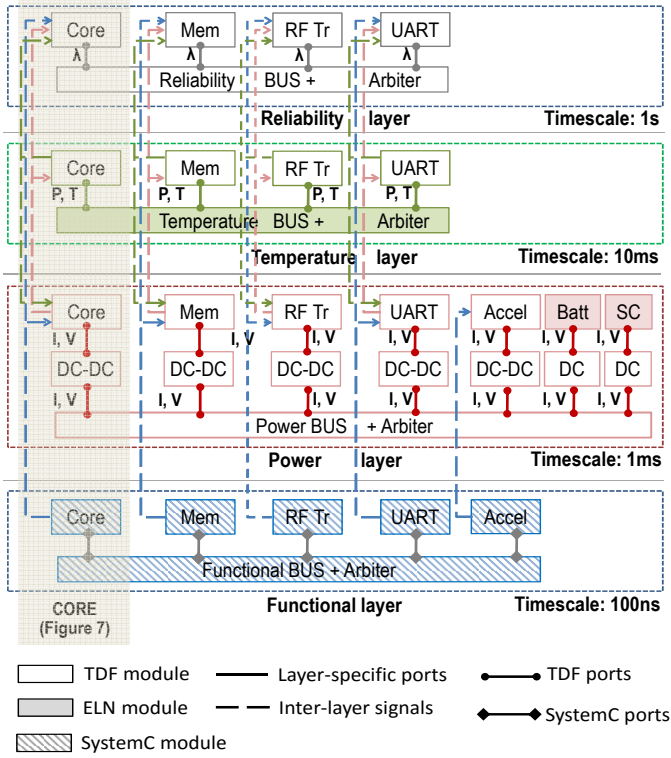 Core Mem RF Tr UART
λ λ λ λ
Reliability BUS + Arbiter
Reliability layer Timescale: 1s
Core Mem RF Tr UART
P, T P, T P, T P, T
Temperature BUS + Arbiter
Temperature layer Timescale: 10ms
Core Mem RF Tr UART Accel Batt SC
I, V I, V I, V I, V I, V I, V I, V
DC-DC DC-DC DC-DC DC-DC DC-DC DC DC
I, V I, V I, V I, V I, V I, V I, V
Power BUS + Arbiter
Power layer Timescale: 1ms
Core Mem RF Tr UART Accel
Functional BUS + Arbiter
Functional layer Timescale: 100ns
CORE
(Figure 7)
TDF module Layer-specific ports TDF ports
ELN module Inter-layer signals SystemC ports
SystemC module